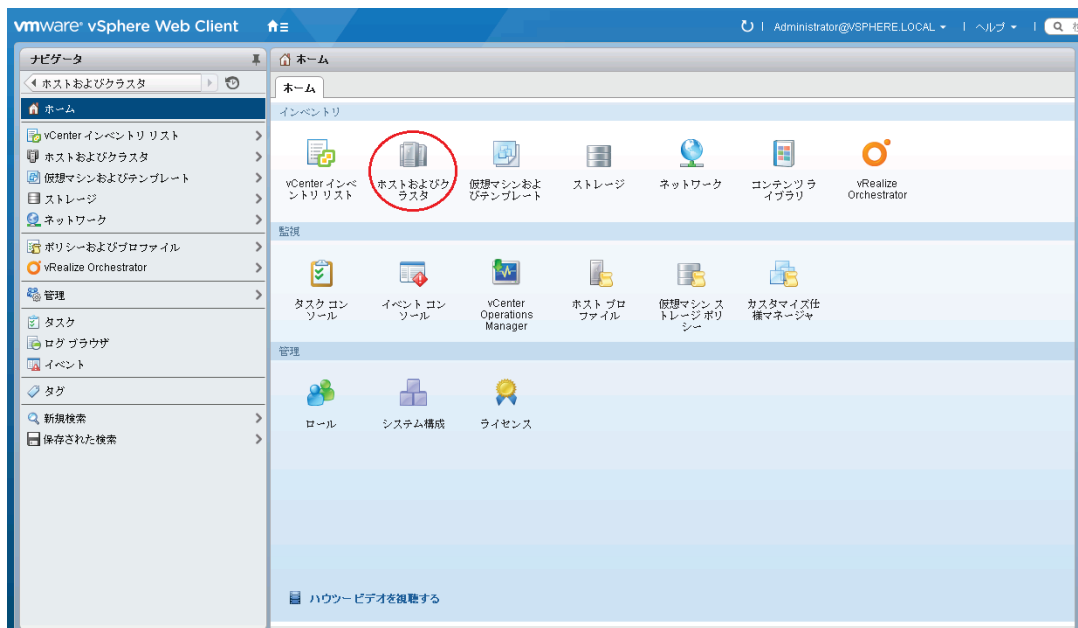 vmware® vSphere Web Client
Administrator@VSPHERE.LOCAL
ヘルプ
ナビゲータ
ホストおよびクラスタ
ホーム
vCenter インベントリ リスト
ホストおよびクラスタ
仮想マシンおよびテンプレート
ストレージ
ネットワーク
ポリシーおよびプロファイル
vRealize Orchestrator
管理
タスク
ログ ブラウザ
イベント
タグ
新規検索
保存された検索
ホーム
ホーム
インベントリ
vCenter インベ
ントリ リスト
ホストおよびク
ラスタ
仮想マシンおよ
びテンプレート
ストレージ
ネットワーク
コンテンツ ラ
イブラリ
vRealize
Orchestrator
監視
タスク コン
ソール
イベント コン
ソール
vCenter
Operations
Manager
ホスト プロ
ファイル
仮想マシン ス
トレージ ポリ
シー
カスタマイズ仕
様マネージャ
管理
ロール
システム構成
ライセンス
ハウツー ビデオを視聴する